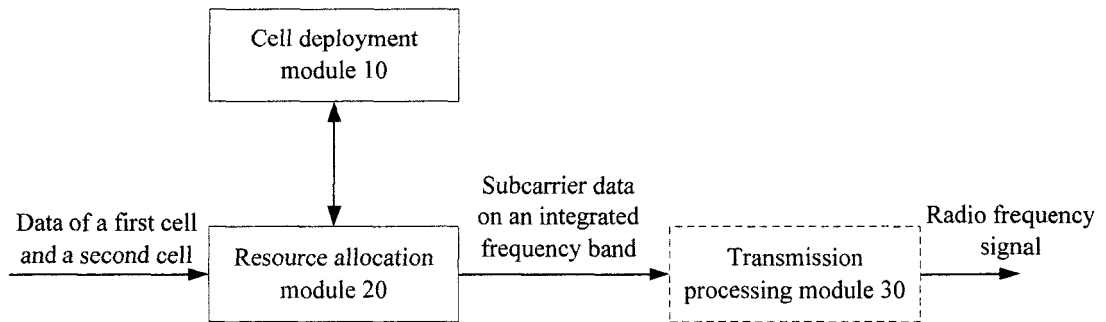 Cell deployment
module 10
Data of a first cell
and a second cell
Resource allocation
module 20
Subcarrier data
on an integrated
frequency band
Transmission
processing module 30
Radio frequency
signal